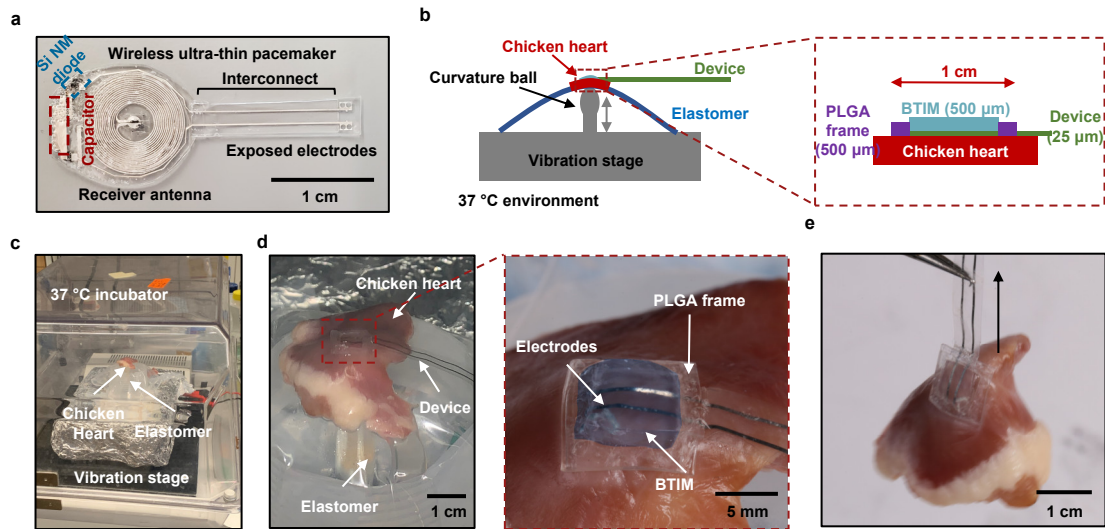 a
Wireless ultra-thin pacemaker
Si NM
diode
Interconnect
Capacitor
Exposed electrodes
Receiver antenna
1 cm
b
Chicken heart
Curvature ball
Device
Elastomer
Vibration stage
37 °C environment
1 cm
BTIM (500 µm)
PLGA
frame
(500 µm)
Device
(25 µm)
Chicken heart
c
37 °C incubator
Chicken
Heart
Elastomer
Vibration stage
d
Chicken heart
Device
Elastomer
1 cm
PLGA frame
Electrodes
BTIM
5 mm
e
1 cm